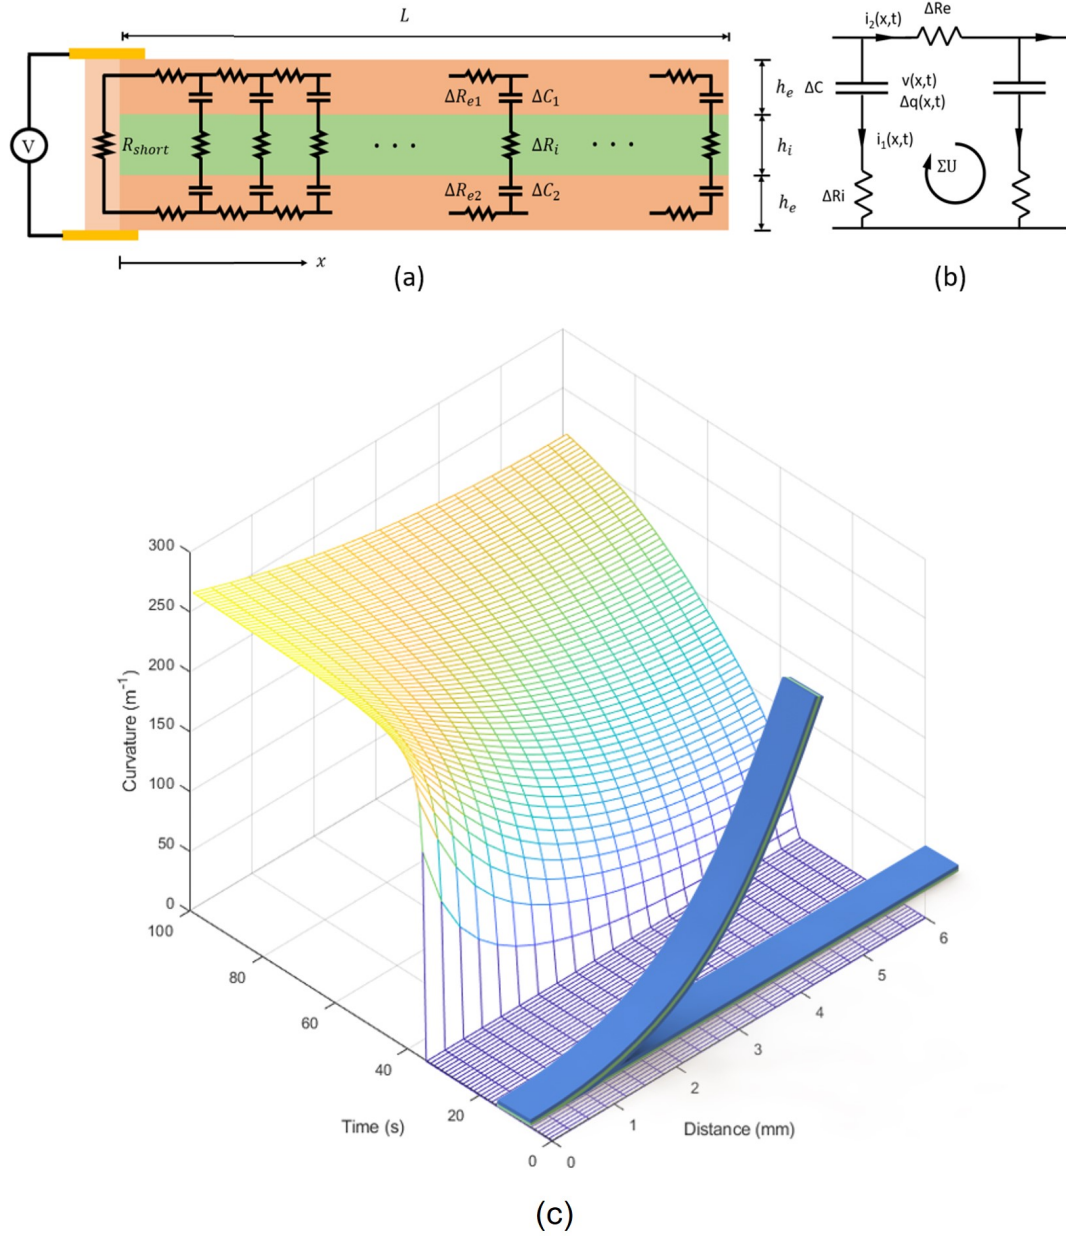 L
V
R_short
ΔR_e1
ΔC_1
ΔR_i
ΔR_e2
ΔC_2
h_e
h_i
h_e
x
(a)
i_2(x,t)
ΔRe
ΔC
v(x,t)
Δq(x,t)
i_1(x,t)
ΣU
ΔRi
(b)
300
250
200
150
100
50
0
Curvature (m^-1)
100
80
60
40
20
0
Time (s)
0
1
2
3
4
5
6
Distance (mm)
(c)